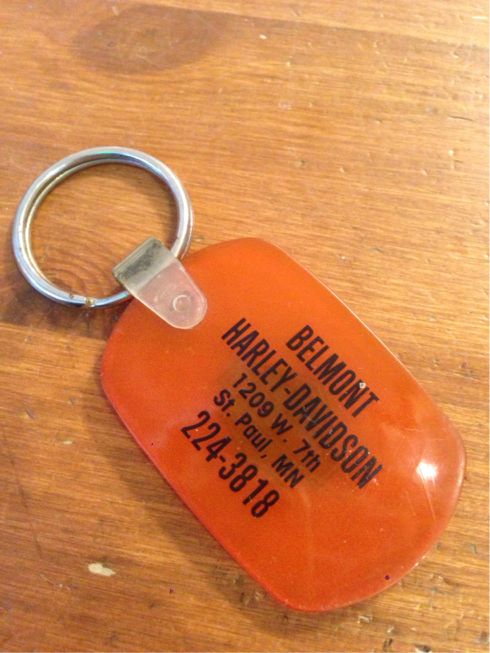 BELMONT
HARLEY-DAVIDSON
1209 W. 7th
St. Paul, MN
224-3818